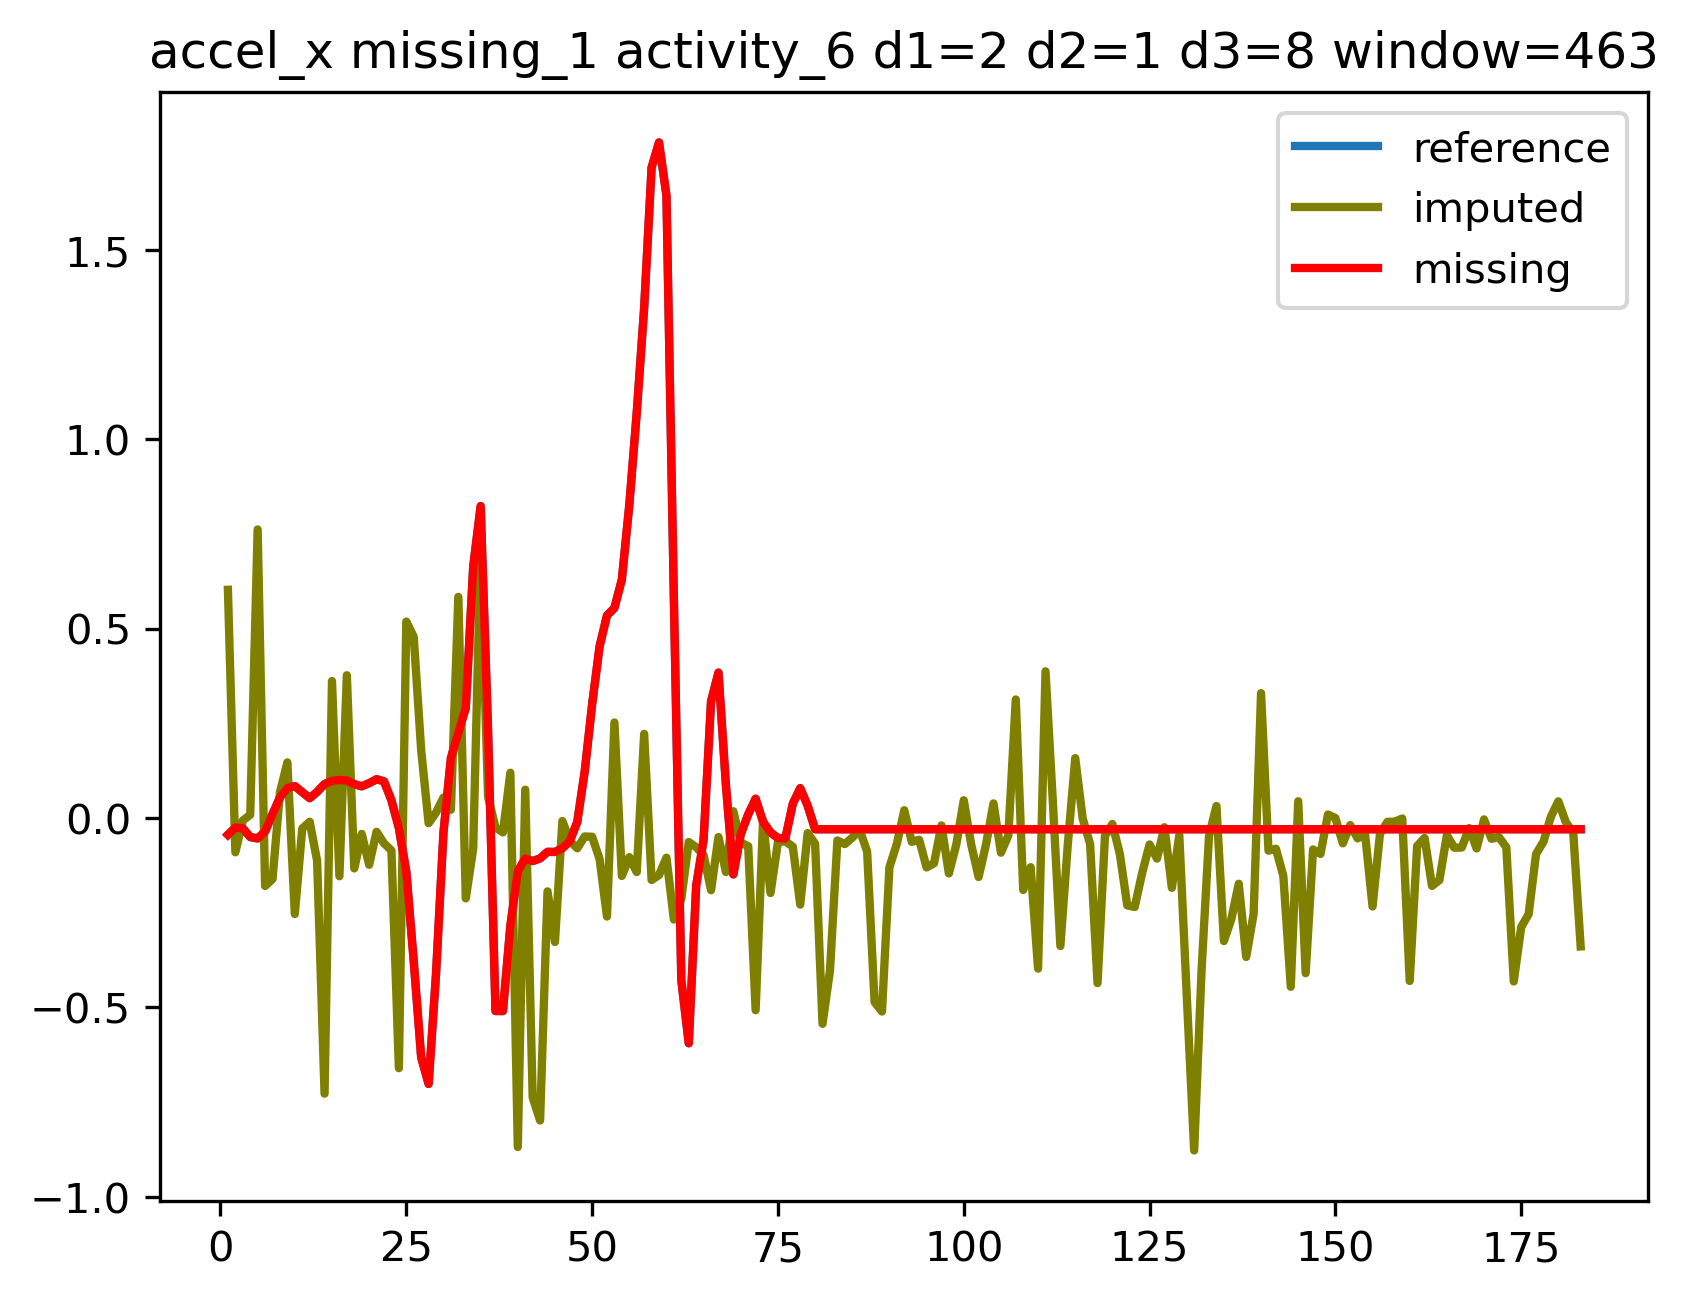 accel_x missing_1 activity_6 d1=2 d2=1 d3=8 window=463
reference
imputed
missing
1.5
1.0
0.5
0.0
−0.5
−1.0
0 25 50 75 100 125 150 175